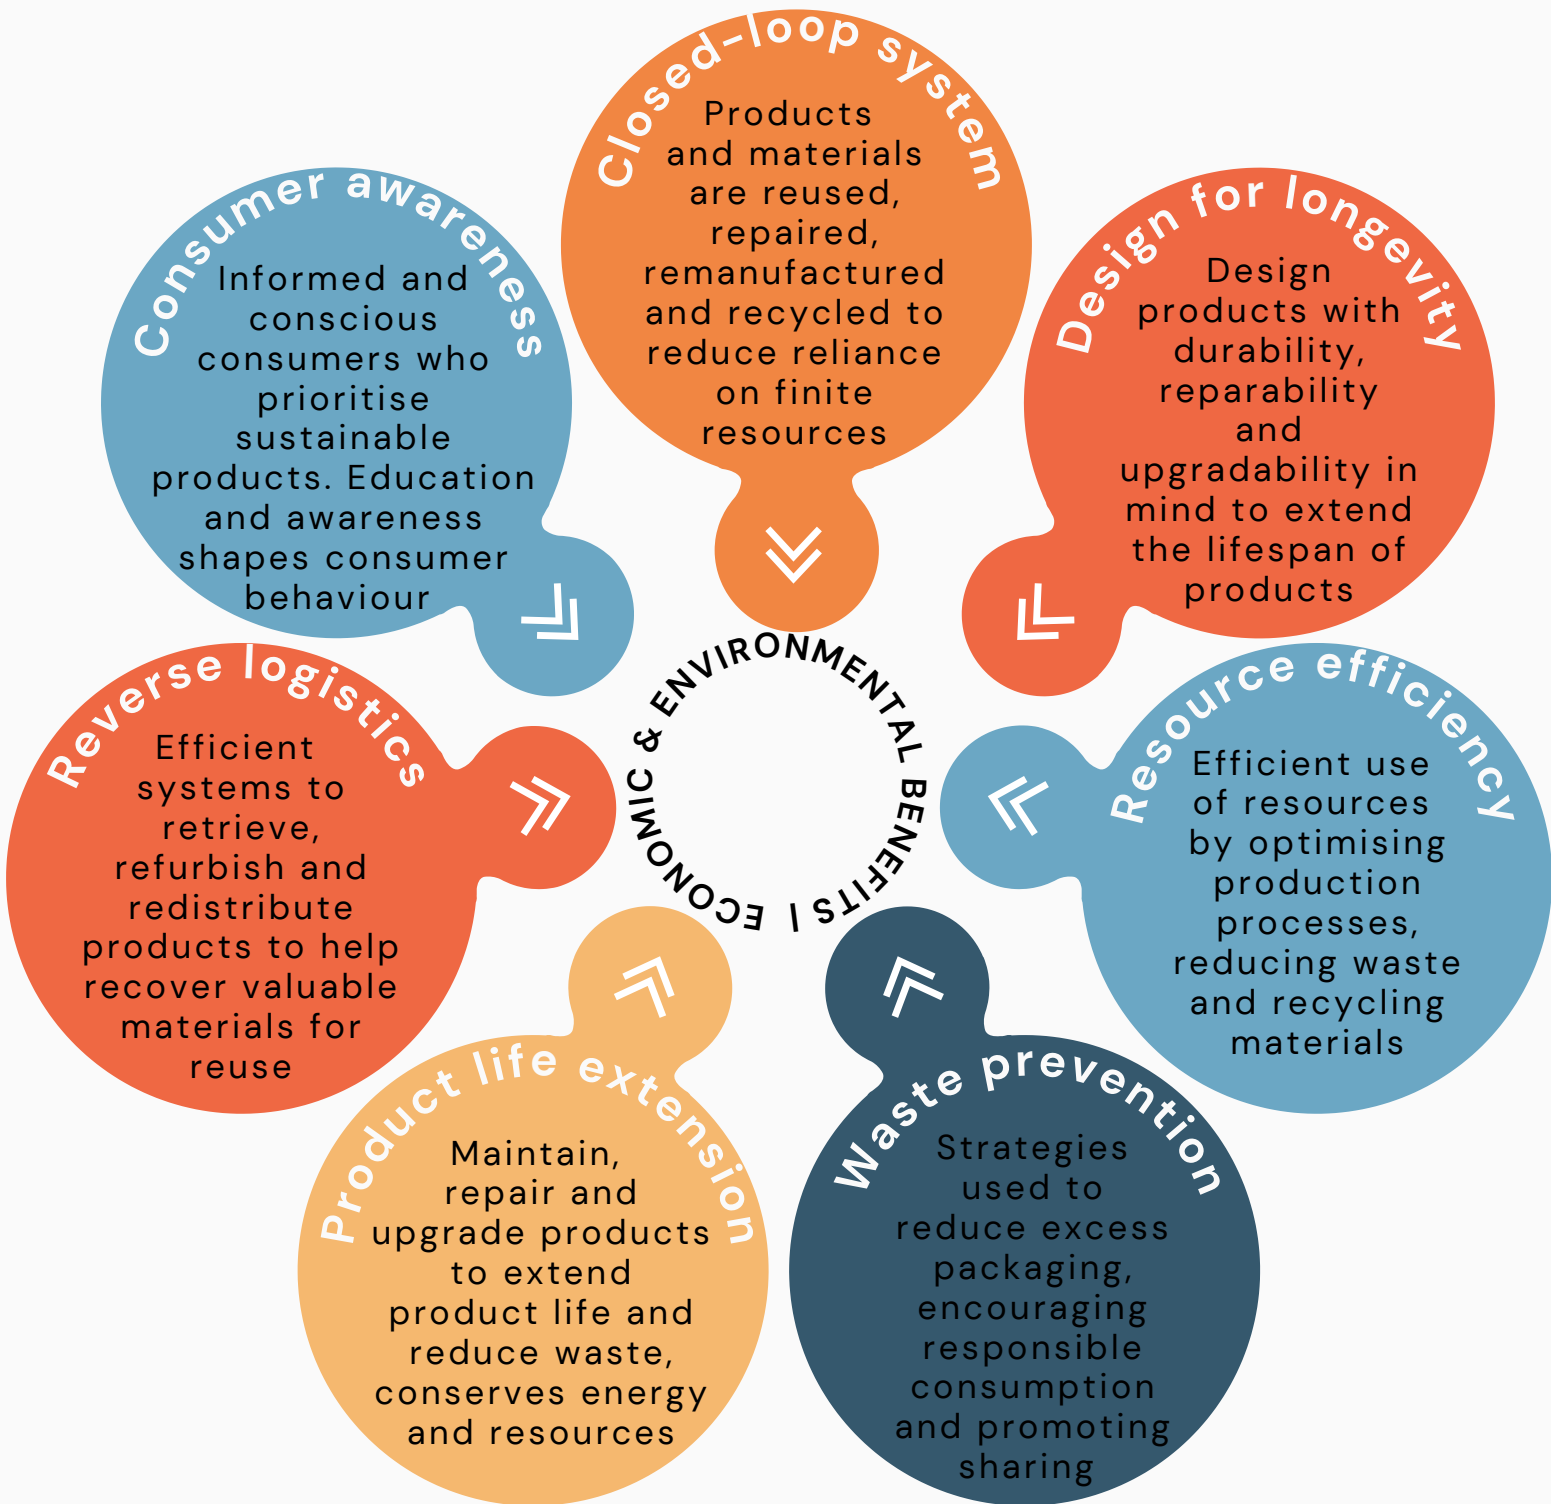 Closed-loop system
Products
and materials
are reused,
repaired,
remanufactured
and recycled to
reduce reliance
on finite
resources
Design for longevity
Design
products with
durability,
reparability
and
upgradability in
mind to extend
the lifespan of
products
Resource efficiency
Efficient use
of resources
by optimising
production
processes,
reducing waste
and recycling
materials
Waste prevention
Strategies
used to
reduce excess
packaging,
encouraging
responsible
consumption
and promoting
sharing
Product life extension
Maintain,
repair and
upgrade products
to extend
product life and
reduce waste,
conserves energy
and resources
Reverse logistics
Efficient
systems to
retrieve,
refurbish and
redistribute
products to help
recover valuable
materials for
reuse
Consumer awareness
Informed and
conscious
consumers who
prioritise
sustainable
products. Education
and awareness
shapes consumer
behaviour
ECONOMIC & ENVIRONMENTAL BENEFITS |